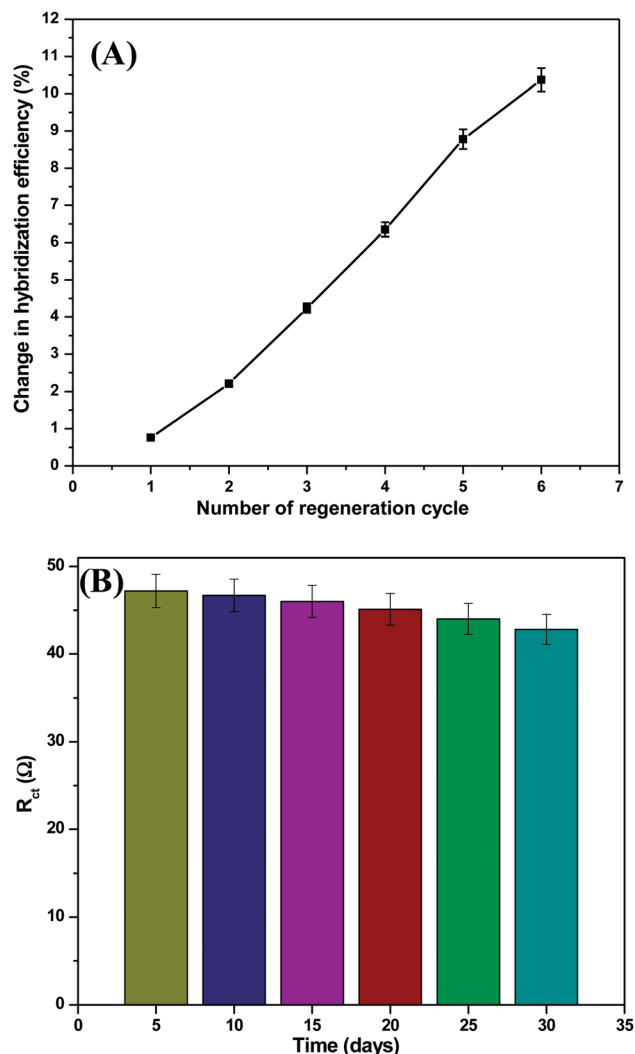 (A)
12
11
10
9
8
7
6
5
4
3
2
1
0
Change in hybridization efficiency (%)
0 1 2 3 4 5 6 7
Number of regeneration cycle
(B)
50
40
30
20
10
0
R_ct (Ω)
0 5 10 15 20 25 30 35
Time (days)